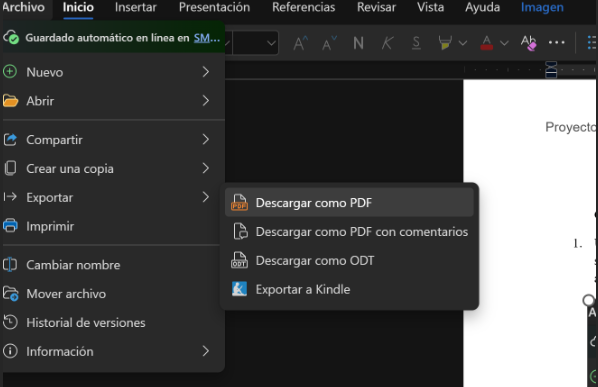 Archivo Inicio Insertar Presentación Referencias Revisar Vista Ayuda Imagen
Guardado automático en línea en SM...
N K S A Ab ...
Nuevo
Abrir
Proyecto
Compartir
Crear una copia
Exportar
Descargar como PDF
Imprimir
Descargar como PDF con comentarios
1.
Descargar como ODT
Cambiar nombre
Exportar a Kindle
Mover archivo
Historial de versiones
Información